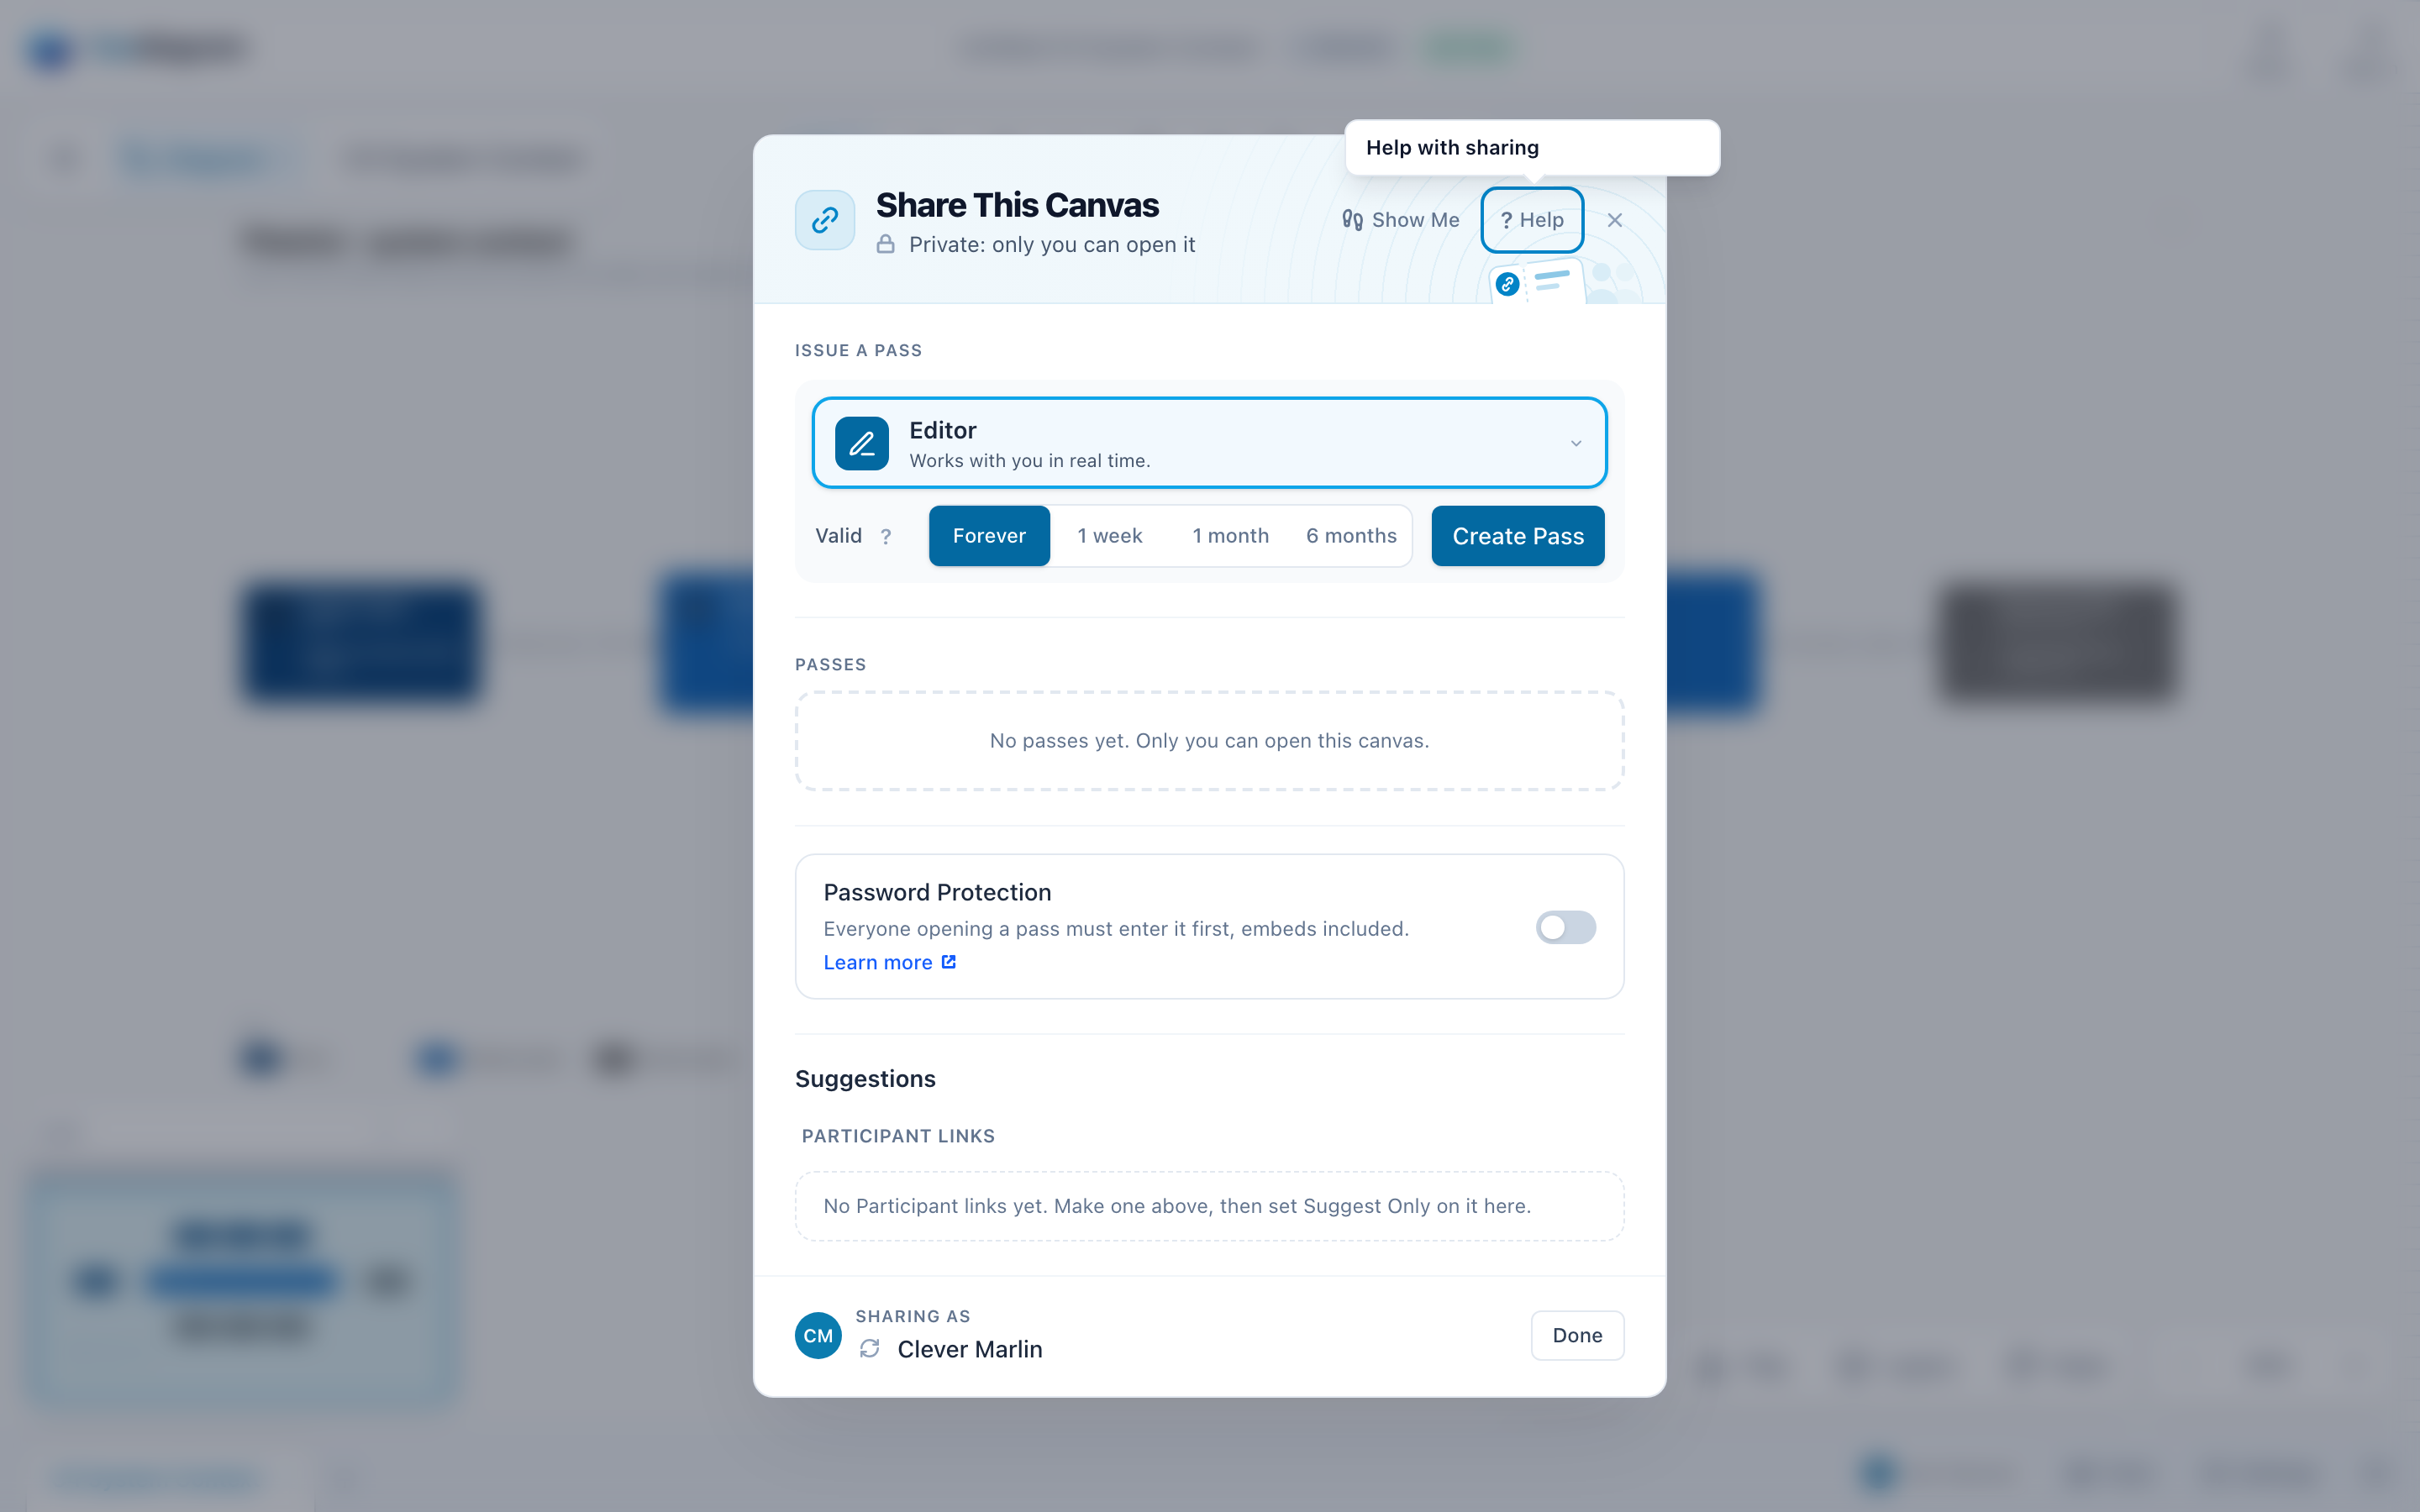 Help with sharing
Share This Canvas
Private: only you can open it
Show Me
? Help
ISSUE A PASS
Editor
Works with you in real time.
Valid ?
Forever
1 week
1 month
6 months
Create Pass
PASSES
No passes yet. Only you can open this canvas.
Password Protection
Everyone opening a pass must enter it first, embeds included.
Learn more
Suggestions
PARTICIPANT LINKS
No Participant links yet. Make one above, then set Suggest Only on it here.
CM
SHARING AS
Clever Marlin
Done